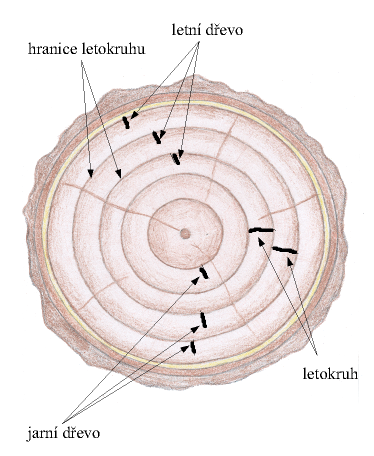 letní dřevo
hranice letokruhu
letokruh
jarní dřevo